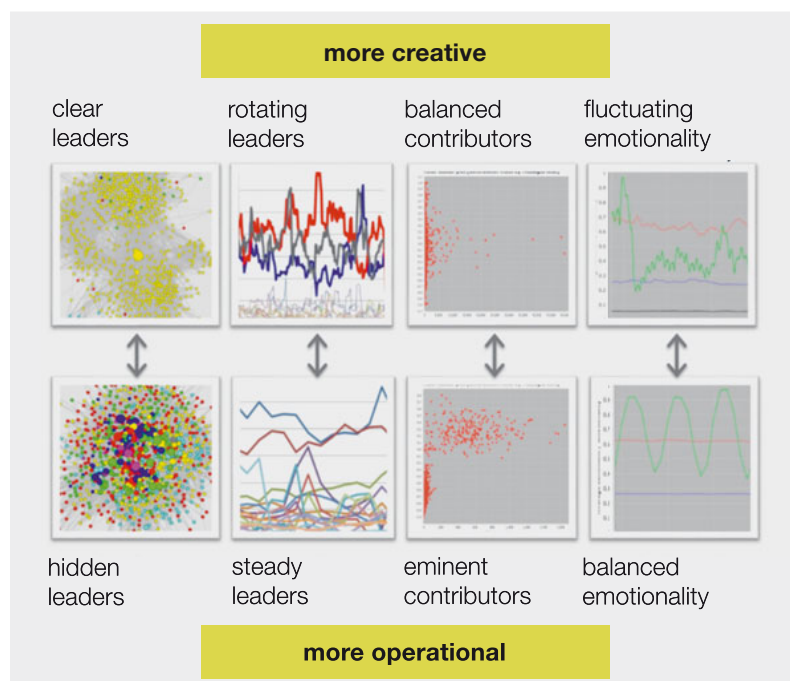 more creative
clear
leaders
rotating
leaders
balanced
contributors
fluctuating
emotionality
hidden
leaders
steady
leaders
eminent
contributors
balanced
emotionality
more operational